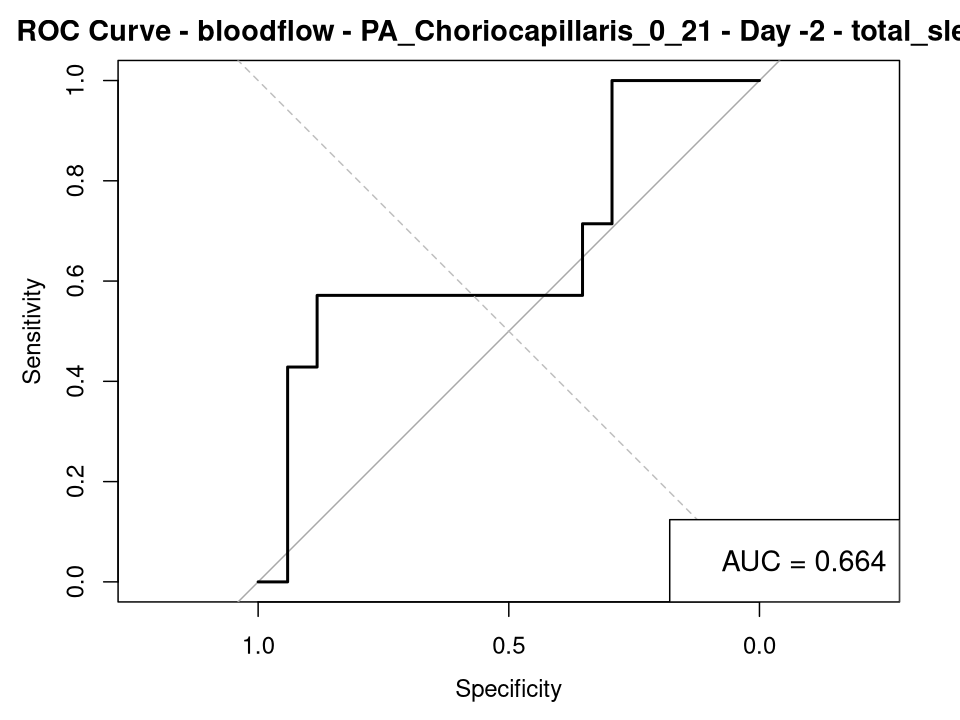 ROC Curve - bloodflow - PA_Choriocapillaris_0_21 - Day -2 - total_sle
1.0
0.8
0.6
0.4
0.2
0.0
Sensitivity
AUC = 0.664
1.0 0.5 0.0
Specificity